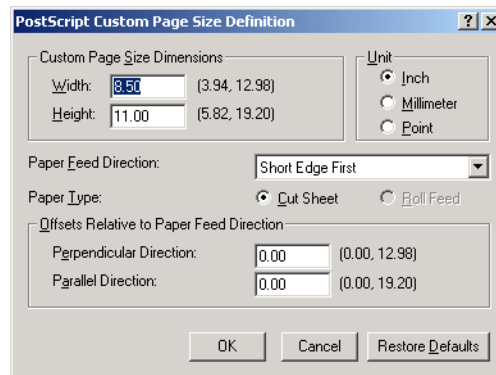 PostScript Custom Page Size Definition ? X
Custom Page Size Dimensions Unit
Width: 8.50 (3.94, 12.98) Inch
Height: 11.00 (5.82, 19.20) Millimeter
Point
Paper Feed Direction: Short Edge First
Paper Type: Cut Sheet Roll Feed
Offsets Relative to Paper Feed Direction
Perpendicular Direction: 0.00 (0.00, 12.98)
Parallel Direction: 0.00 (0.00, 19.20)
OK Cancel Restore Defaults